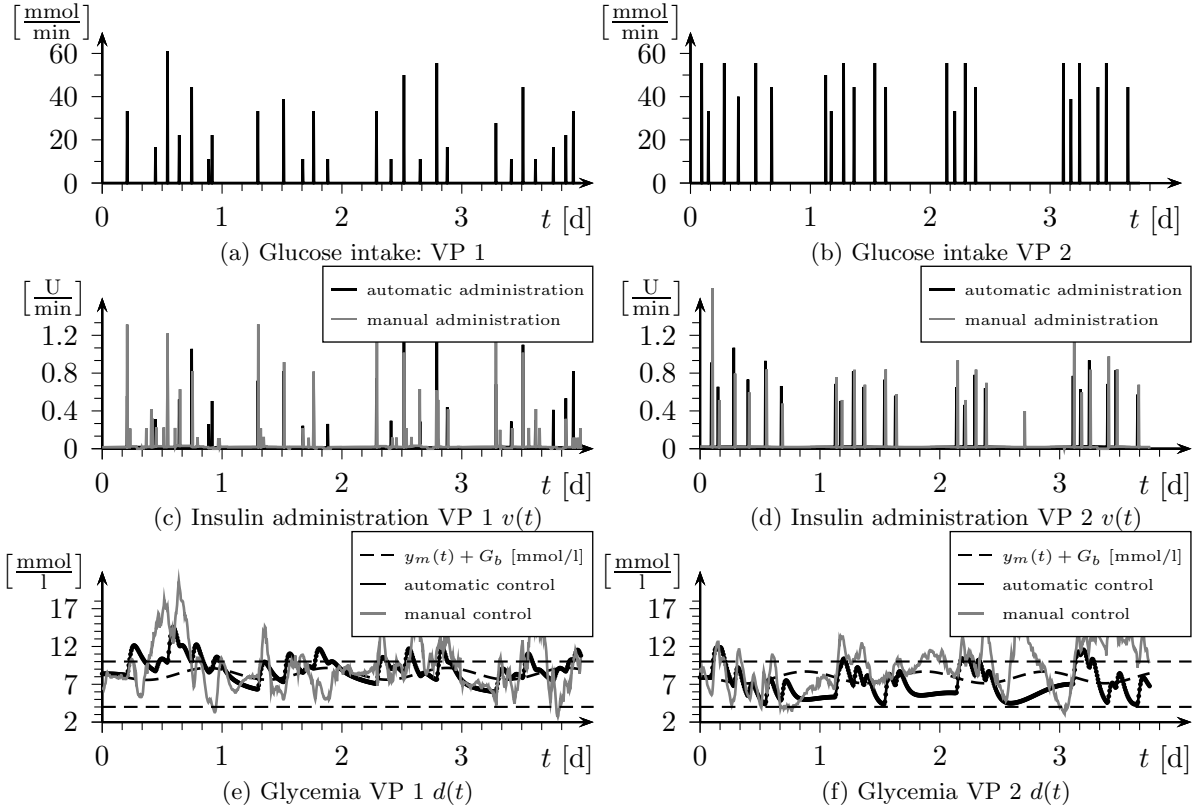 [mmol/min]
60
40
20
0
0 1 2 3 t [d]
(a) Glucose intake: VP 1
[mmol/min]
60
40
20
0
0 1 2 3 t [d]
(b) Glucose intake VP 2
[U/min]
automatic administration
manual administration
1.2
0.8
0.4
0
0 1 2 3 t [d]
(c) Insulin administration VP 1 v(t)
[U/min]
automatic administration
manual administration
1.2
0.8
0.4
0
0 1 2 3 t [d]
(d) Insulin administration VP 2 v(t)
[mmol/l]
y_m(t) + G_b [mmol/l]
automatic control
manual control
17
12
7
2
0 1 2 3 t [d]
(e) Glycemia VP 1 d(t)
[mmol/l]
y_m(t) + G_b [mmol/l]
automatic control
manual control
17
12
7
2
0 1 2 3 t [d]
(f) Glycemia VP 2 d(t)